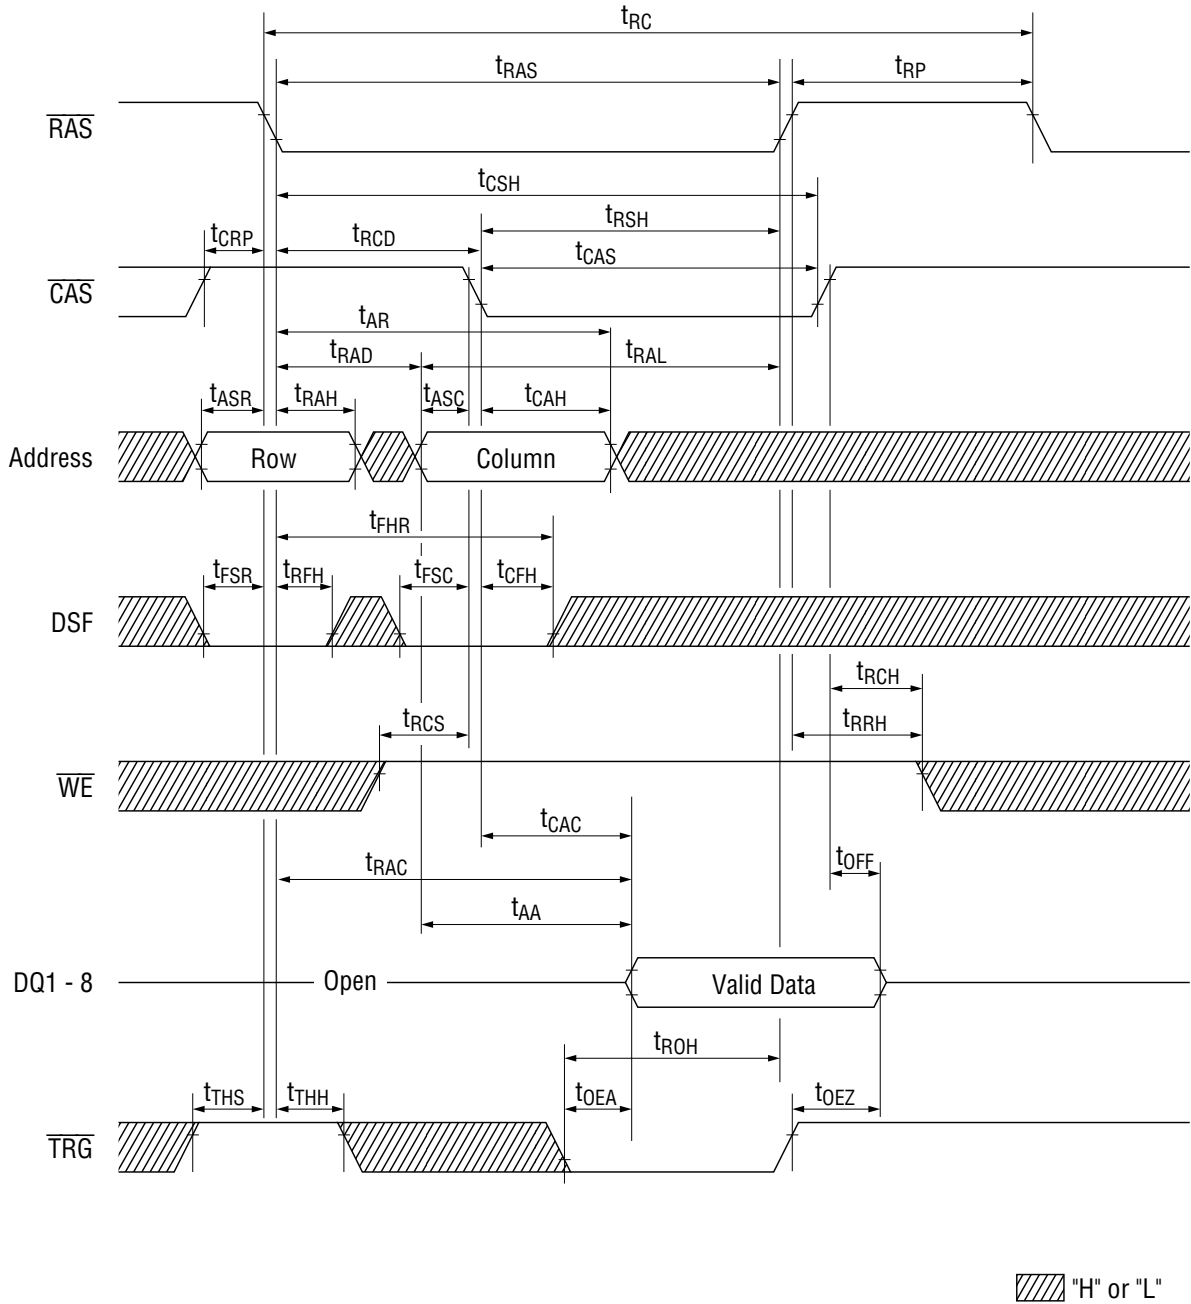 tRC
tRAS tRP
RAS
tCSH
tRSH
tCRP tRCD
tCAS
CAS
tAR
tRAD tRAL
tASR tRAH tASC tCAH
Address Row Column
tFHR
tFSR tRFH tFSC tCFH
DSF
tRCH
tRCS tRRH
WE
tCAC
tRAC tOFF
tAA
DQ1 - 8 Open Valid Data
tROH
tTHS tTHH tOEA tOEZ
TRG
"H" or "L"